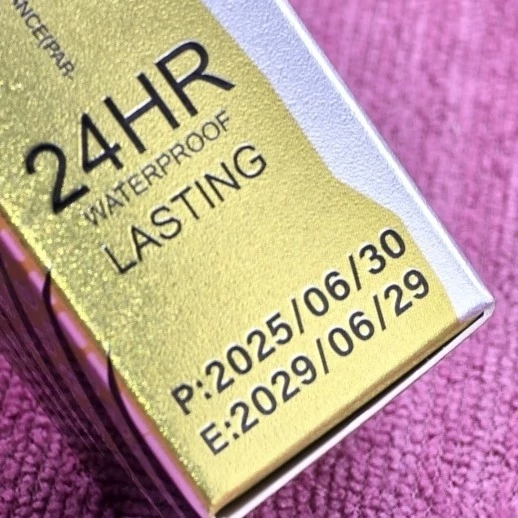 24HR
WATERPROOF
LASTING
P:2025/06/30
E:2029/06/29